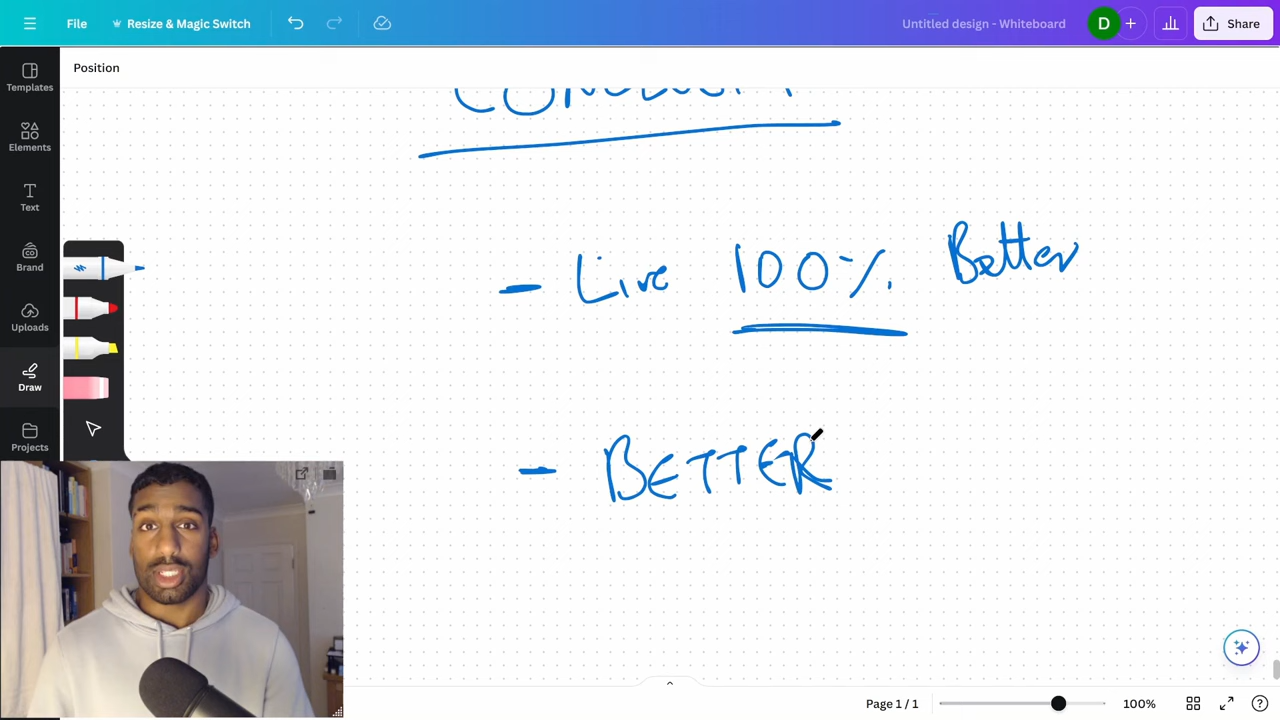 File Resize & Magic Switch Untitled design - Whiteboard D + Share
Position
Templates
Elements
Text
Brand
Uploads
Draw
Projects
- Live 100% Better
- BETTER
Page 1 / 1 100%